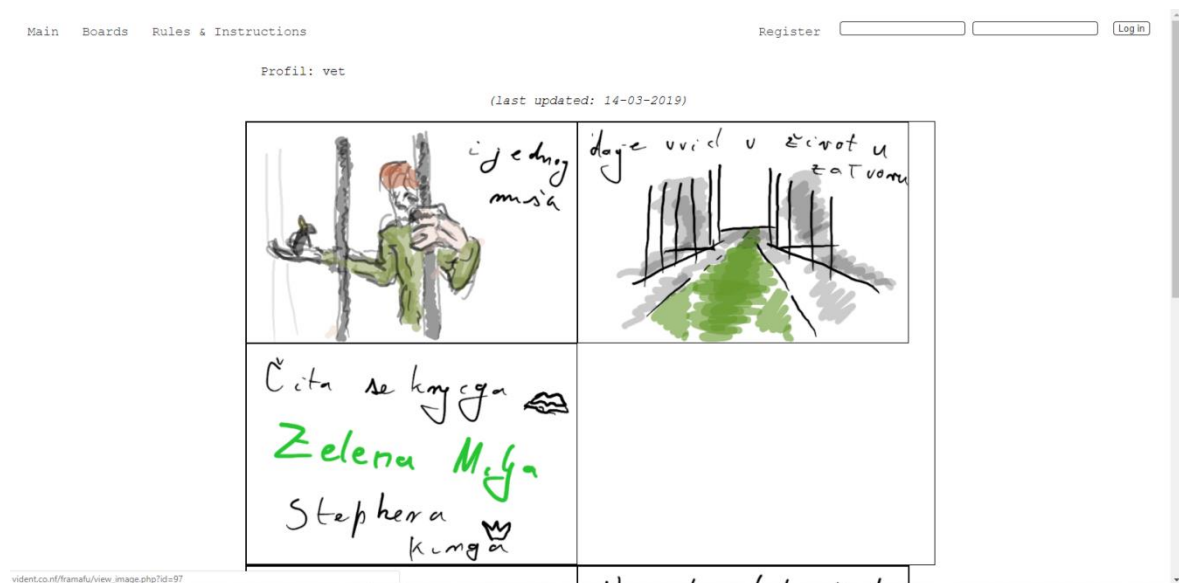 Main Boards Rules & Instructions Register Log in
Profil: vet
(last updated: 14-03-2019)
i jednog
miša
daje uvid u život u
zatvoru
Čita se knjiga
Zelena Milja
Stephena
Kinga
vident.co.nf/framafu/view_image.php?id=97